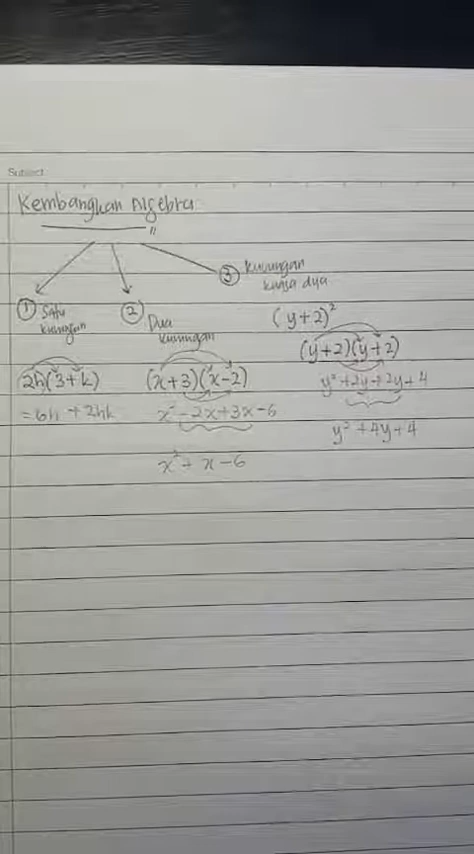 Subject
Kembangkan Algebra
① Satu kurungan
2h(3+k)
= 6h + 2hk
② Dua kurungan
(x+3)(x-2)
x² - 2x + 3x - 6
x² + x - 6
③ Kurungan kuasa dua
(y+2)²
(y+2)(y+2)
y² + 2y + 2y + 4
y² + 4y + 4